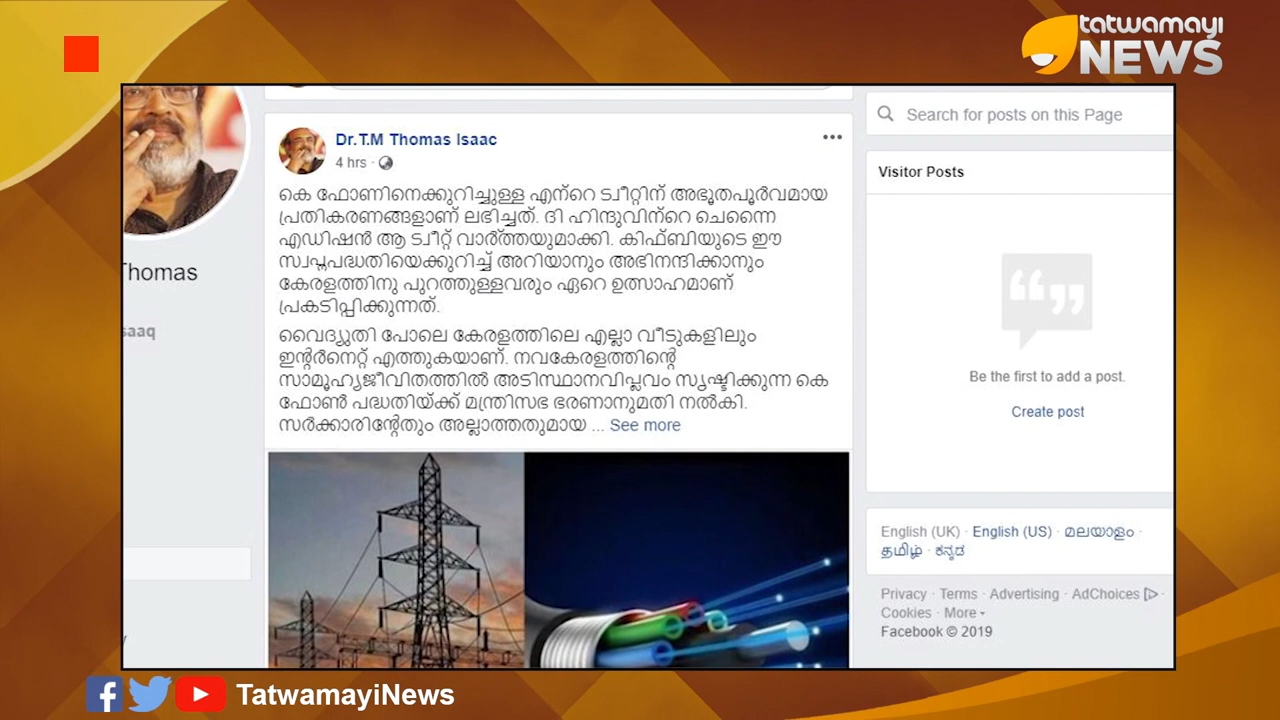 tatwamayi
NEWS
Dr.T.M Thomas Isaac
4 hrs ·
കെ ഫോണിനെക്കുറിച്ചുള്ള എന്റെ ട്വീറ്റിന് അഭൂതപൂർവമായ
പ്രതികരണങ്ങളാണ് ലഭിച്ചത്. ദി ഹിന്ദുവിന്റെ ചെന്നൈ
എഡിഷൻ ആ ട്വീറ്റ് വാർത്തയുമാക്കി. കിഫ്ബിയുടെ ഈ
സ്വപ്നപദ്ധതിയെക്കുറിച്ച് അറിയാനും അഭിനന്ദിക്കാനും
കേരളത്തിനു പുറത്തുള്ളവരും ഏറെ ഉത്സാഹമാണ്
പ്രകടിപ്പിക്കുന്നത്.
വൈദ്യുതി പോലെ കേരളത്തിലെ എല്ലാ വീടുകളിലും
ഇന്റർനെറ്റ് എത്തുകയാണ്. നവകേരളത്തിന്റെ
സാമൂഹ്യജീവിതത്തിൽ അടിസ്ഥാനവിപ്ലവം സൃഷ്ടിക്കുന്ന കെ
ഫോൺ പദ്ധതിയ്ക്ക് മന്ത്രിസഭ ഭരണാനുമതി നൽകി.
സർക്കാരിന്റേതും അല്ലാത്തതുമായ ... See more
Thomas
saaq
Search for posts on this Page
Visitor Posts
Be the first to add a post.
Create post
English (UK) · English (US) · മലയാളം ·
தமிழ் · ಕನ್ನಡ
Privacy · Terms · Advertising · AdChoices ·
Cookies · More
Facebook © 2019
TatwamayiNews